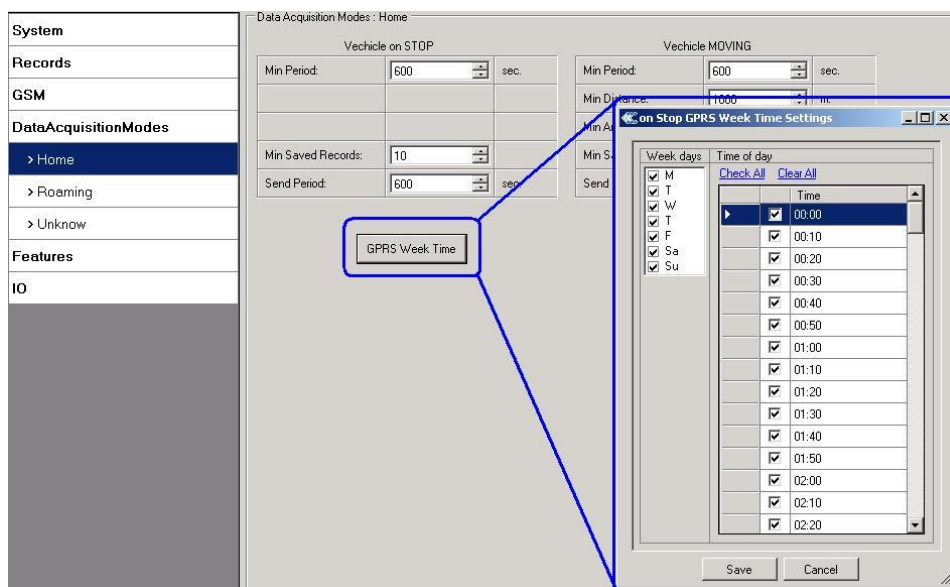 System
Records
GSM
DataAcquisitionModes
> Home
> Roaming
> Unknow
Features
IO
Data Acquisition Modes : Home
Vechicle on STOP
Min Period: 600 sec.
Min Saved Records: 10
Send Period: 600 sec.
GPRS Week Time
Vechicle MOVING
Min Period: 600 sec.
Min Distance: 1000 m.
Min
Min
Send
on Stop GPRS Week Time Settings
Week days
M
T
W
T
F
Sa
Su
Time of day
Check All Clear All
Time
00:00
00:10
00:20
00:30
00:40
00:50
01:00
01:10
01:20
01:30
01:40
01:50
02:00
02:10
02:20
Save Cancel